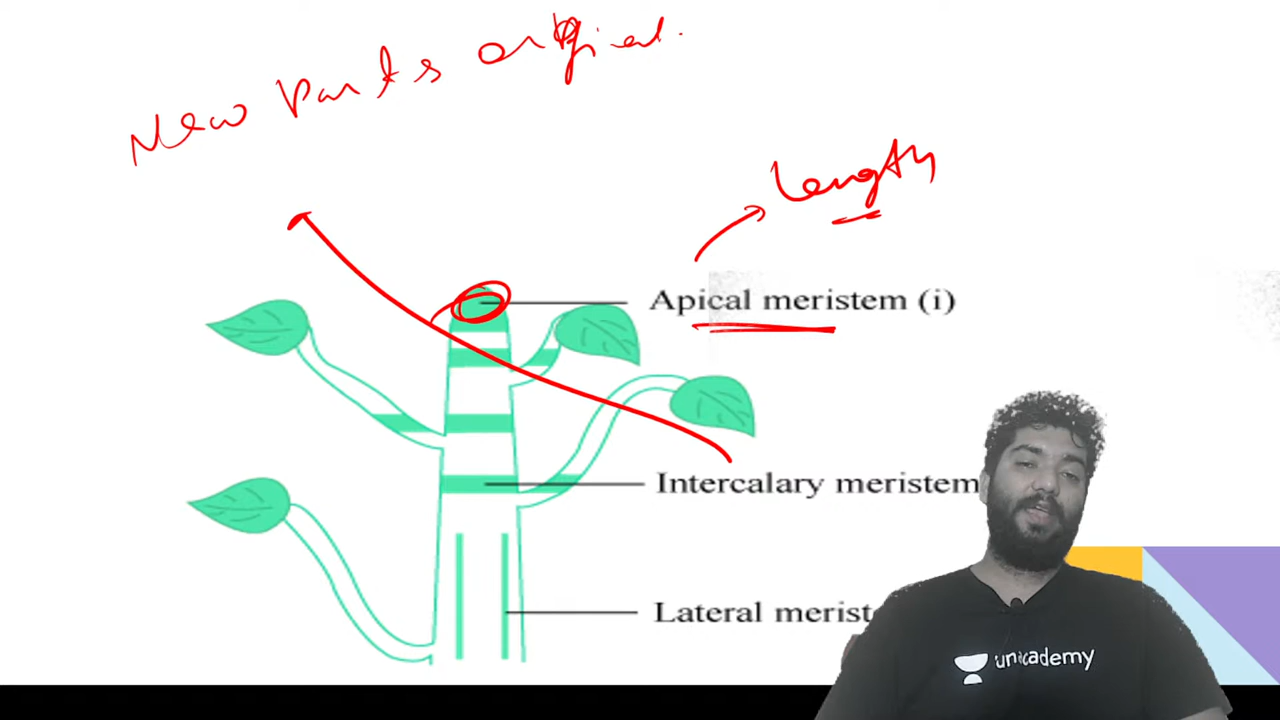 New Parts
length
Apical meristem (i)
Intercalary meristem
Lateral merist
unacademy